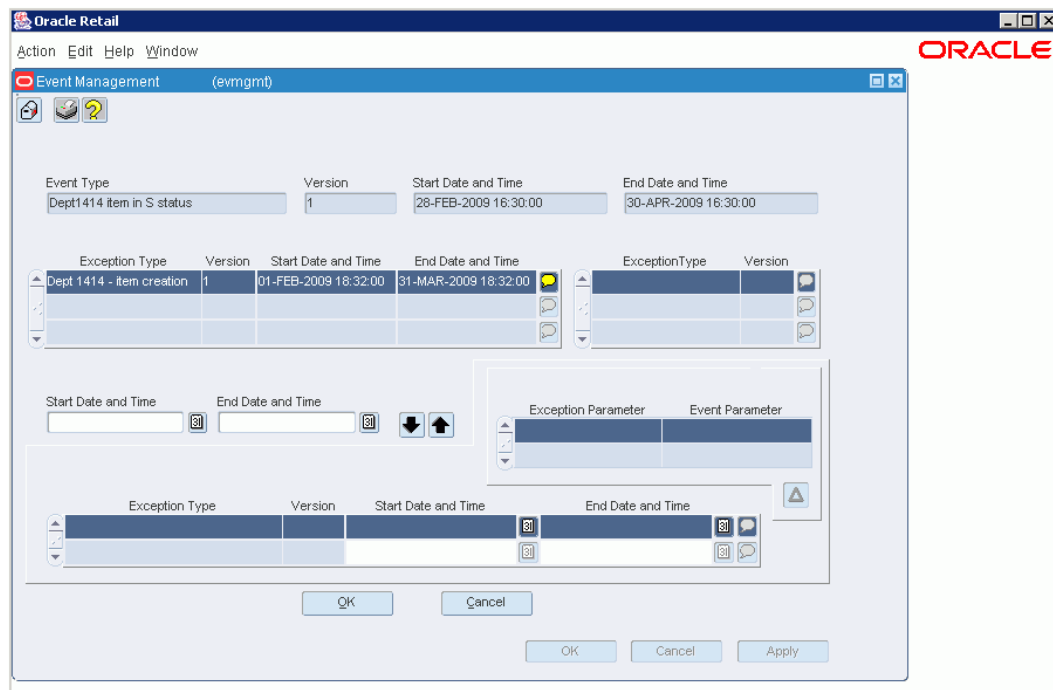 Oracle Retail
Action Edit Help Window
ORACLE
Event Management (evmgmt)
Event Type Version Start Date and Time End Date and Time
Dept1414 item in S status 1 28-FEB-2009 16:30:00 30-APR-2009 16:30:00
Exception Type Version Start Date and Time End Date and Time ExceptionType Version
Dept 1414 - item creation 1 01-FEB-2009 18:32:00 31-MAR-2009 18:32:00
Start Date and Time End Date and Time
Exception Parameter Event Parameter
Exception Type Version Start Date and Time End Date and Time
OK Cancel
OK Cancel Apply